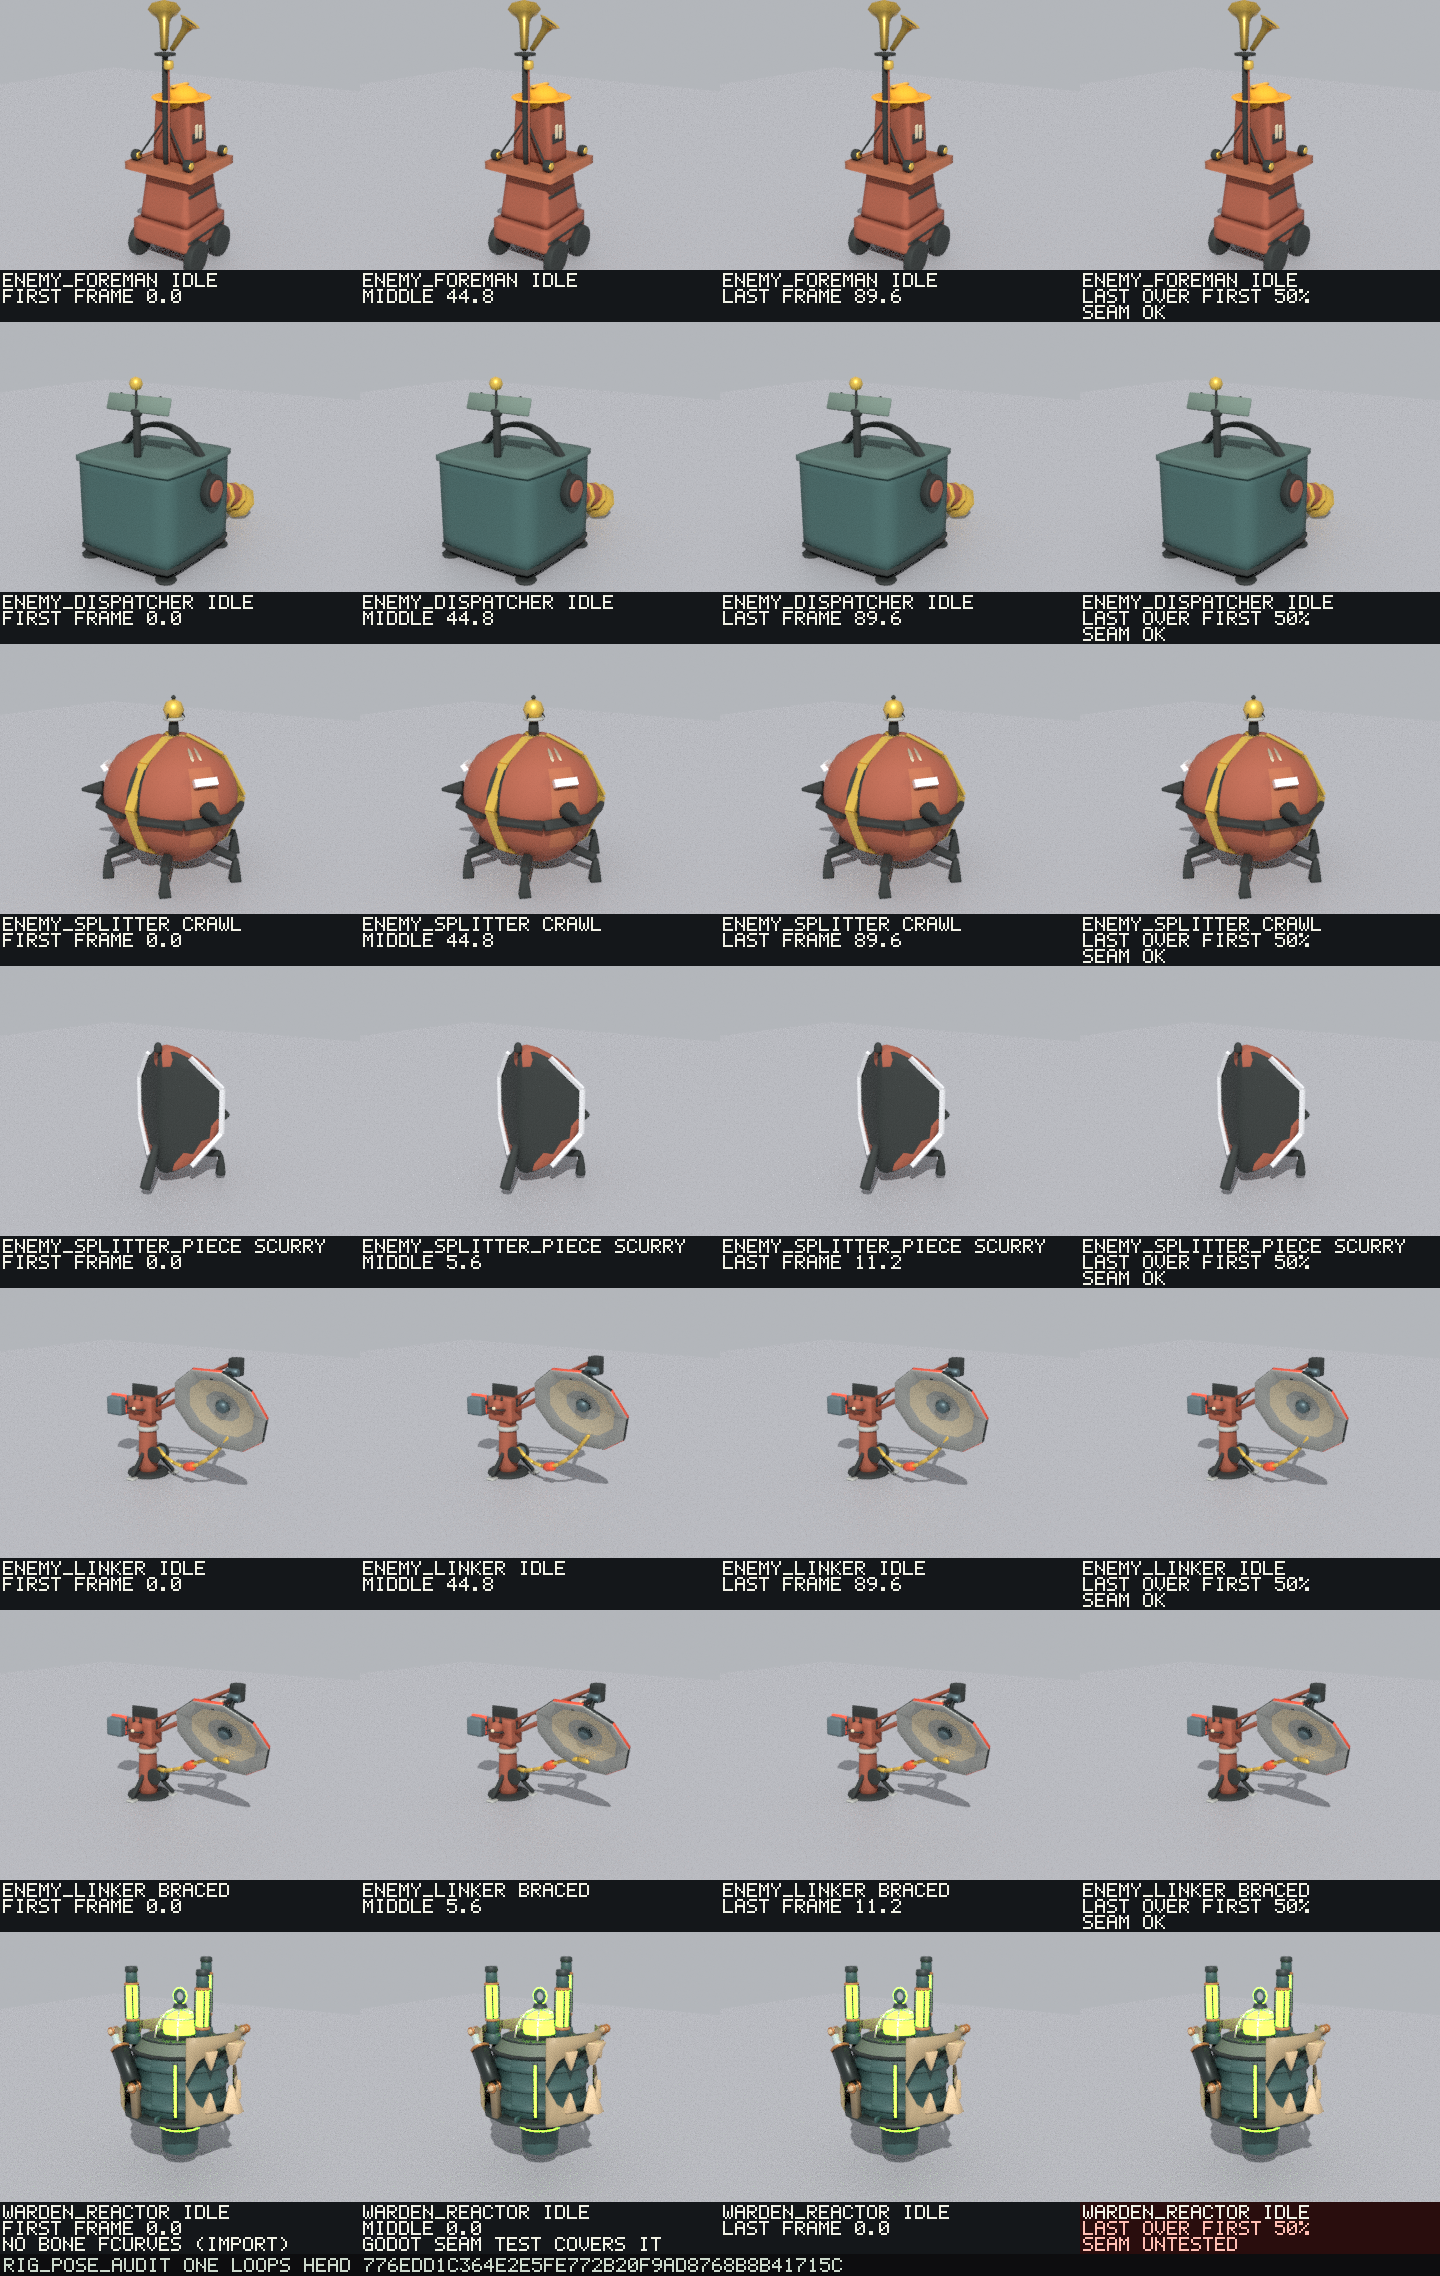 ENEMY_FOREMAN IDLE
FIRST FRAME 0.0
ENEMY_FOREMAN IDLE
MIDDLE 44.8
ENEMY_FOREMAN IDLE
LAST FRAME 89.6
ENEMY_FOREMAN IDLE
LAST OVER FIRST 50%
SEAM OK
ENEMY_DISPATCHER IDLE
FIRST FRAME 0.0
ENEMY_DISPATCHER IDLE
MIDDLE 44.8
ENEMY_DISPATCHER IDLE
LAST FRAME 89.6
ENEMY_DISPATCHER IDLE
LAST OVER FIRST 50%
SEAM OK
ENEMY_SPLITTER CRAWL
FIRST FRAME 0.0
ENEMY_SPLITTER CRAWL
MIDDLE 44.8
ENEMY_SPLITTER CRAWL
LAST FRAME 89.6
ENEMY_SPLITTER CRAWL
LAST OVER FIRST 50%
SEAM OK
ENEMY_SPLITTER_PIECE SCURRY
FIRST FRAME 0.0
ENEMY_SPLITTER_PIECE SCURRY
MIDDLE 5.6
ENEMY_SPLITTER_PIECE SCURRY
LAST FRAME 11.2
ENEMY_SPLITTER_PIECE SCURRY
LAST OVER FIRST 50%
SEAM OK
ENEMY_LINKER IDLE
FIRST FRAME 0.0
ENEMY_LINKER IDLE
MIDDLE 44.8
ENEMY_LINKER IDLE
LAST FRAME 89.6
ENEMY_LINKER IDLE
LAST OVER FIRST 50%
SEAM OK
ENEMY_LINKER BRACED
FIRST FRAME 0.0
ENEMY_LINKER BRACED
MIDDLE 5.6
ENEMY_LINKER BRACED
LAST FRAME 11.2
ENEMY_LINKER BRACED
LAST OVER FIRST 50%
SEAM OK
WARDEN_REACTOR IDLE
FIRST FRAME 0.0
NO BONE FCURVES (IMPORT)
WARDEN_REACTOR IDLE
MIDDLE 0.0
GODOT SEAM TEST COVERS IT
WARDEN_REACTOR IDLE
LAST FRAME 0.0
WARDEN_REACTOR IDLE
LAST OVER FIRST 50%
SEAM UNTESTED
RIG_POSE_AUDIT ONE LOOPS HEAD 776EDD1C364E2E5FE772B20F9AD8768B8B41715C